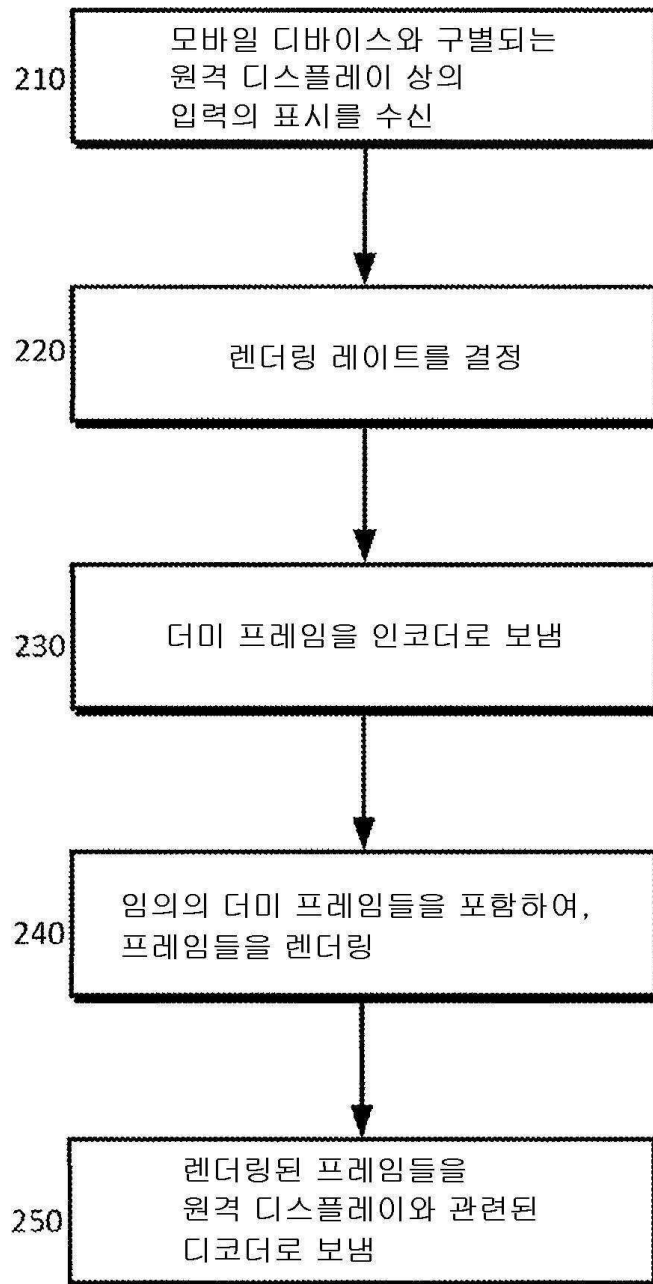 210
모바일 디바이스와 구별되는
원격 디스플레이 상의
입력의 표시를 수신
220
렌더링 레이트를 결정
230
더미 프레임을 인코더로 보냄
240
임의의 더미 프레임들을 포함하여,
프레임들을 렌더링
250
렌더링된 프레임들을
원격 디스플레이와 관련된
디코더로 보냄